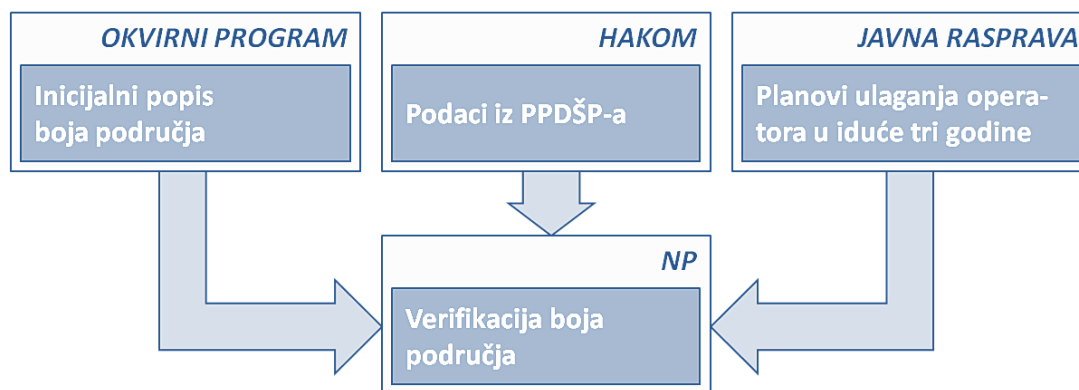 OKVIRNI PROGRAM
Inicijalni popis
boja područja
HAKOM
Podaci iz PPDŠP-a
JAVNA RASPRAVA
Planovi ulaganja opera-
tora u iduće tri godine
NP
Verifikacija boja
područja